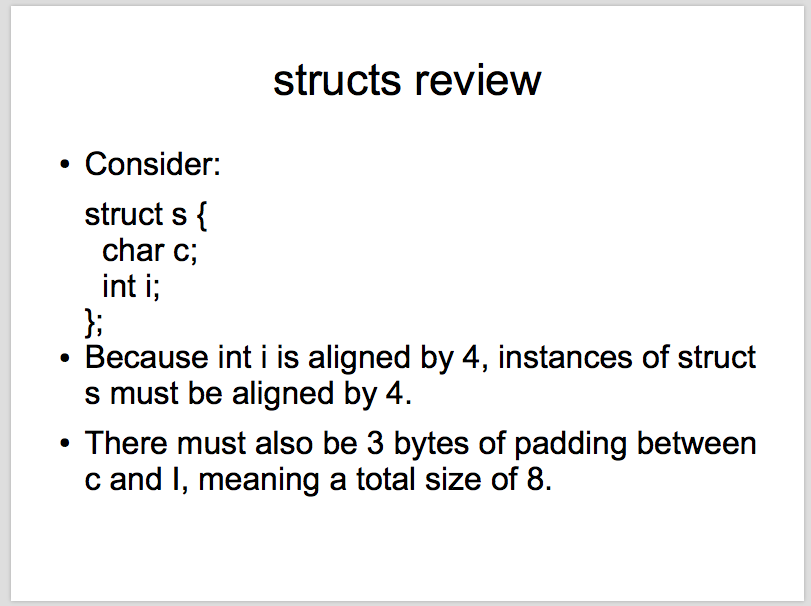 structs review
• Consider:
struct s {
char c;
int i;
};
• Because int i is aligned by 4, instances of struct
s must be aligned by 4.
• There must also be 3 bytes of padding between
c and I, meaning a total size of 8.